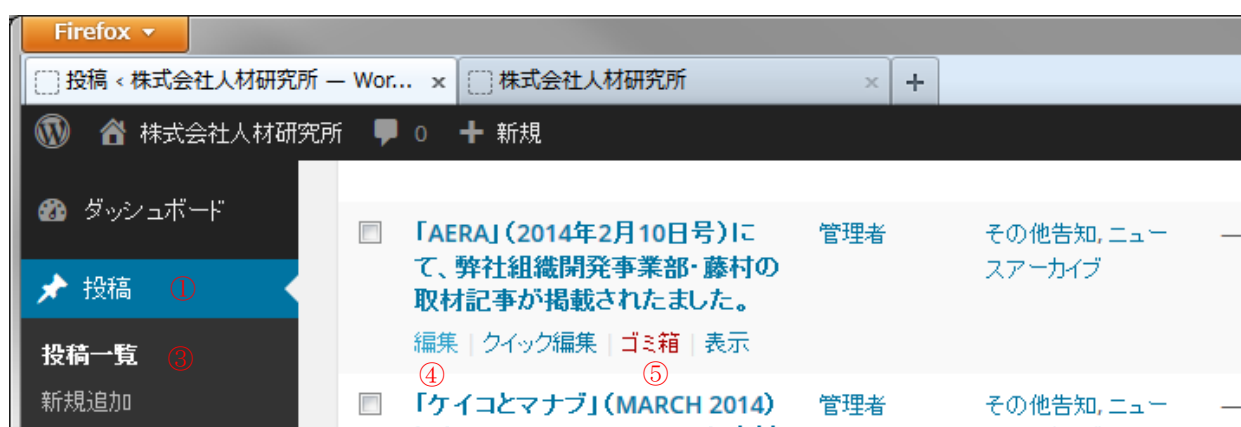 Firefox
投稿 ‹ 株式会社人材研究所 — Wor... × 株式会社人材研究所 × +
株式会社人材研究所 0 + 新規
ダッシュボード
投稿 ①
投稿一覧 ③
新規追加
「AERA」(2014年2月10日号)に
て、弊社組織開発事業部・藤村の
取材記事が掲載されたました。
管理者
その他告知, ニュー
スアーカイブ
—
編集 | クイック編集 | ゴミ箱 | 表示
④ ⑤
「ケイコとマナブ」(MARCH 2014)
管理者
その他告知, ニュー
—